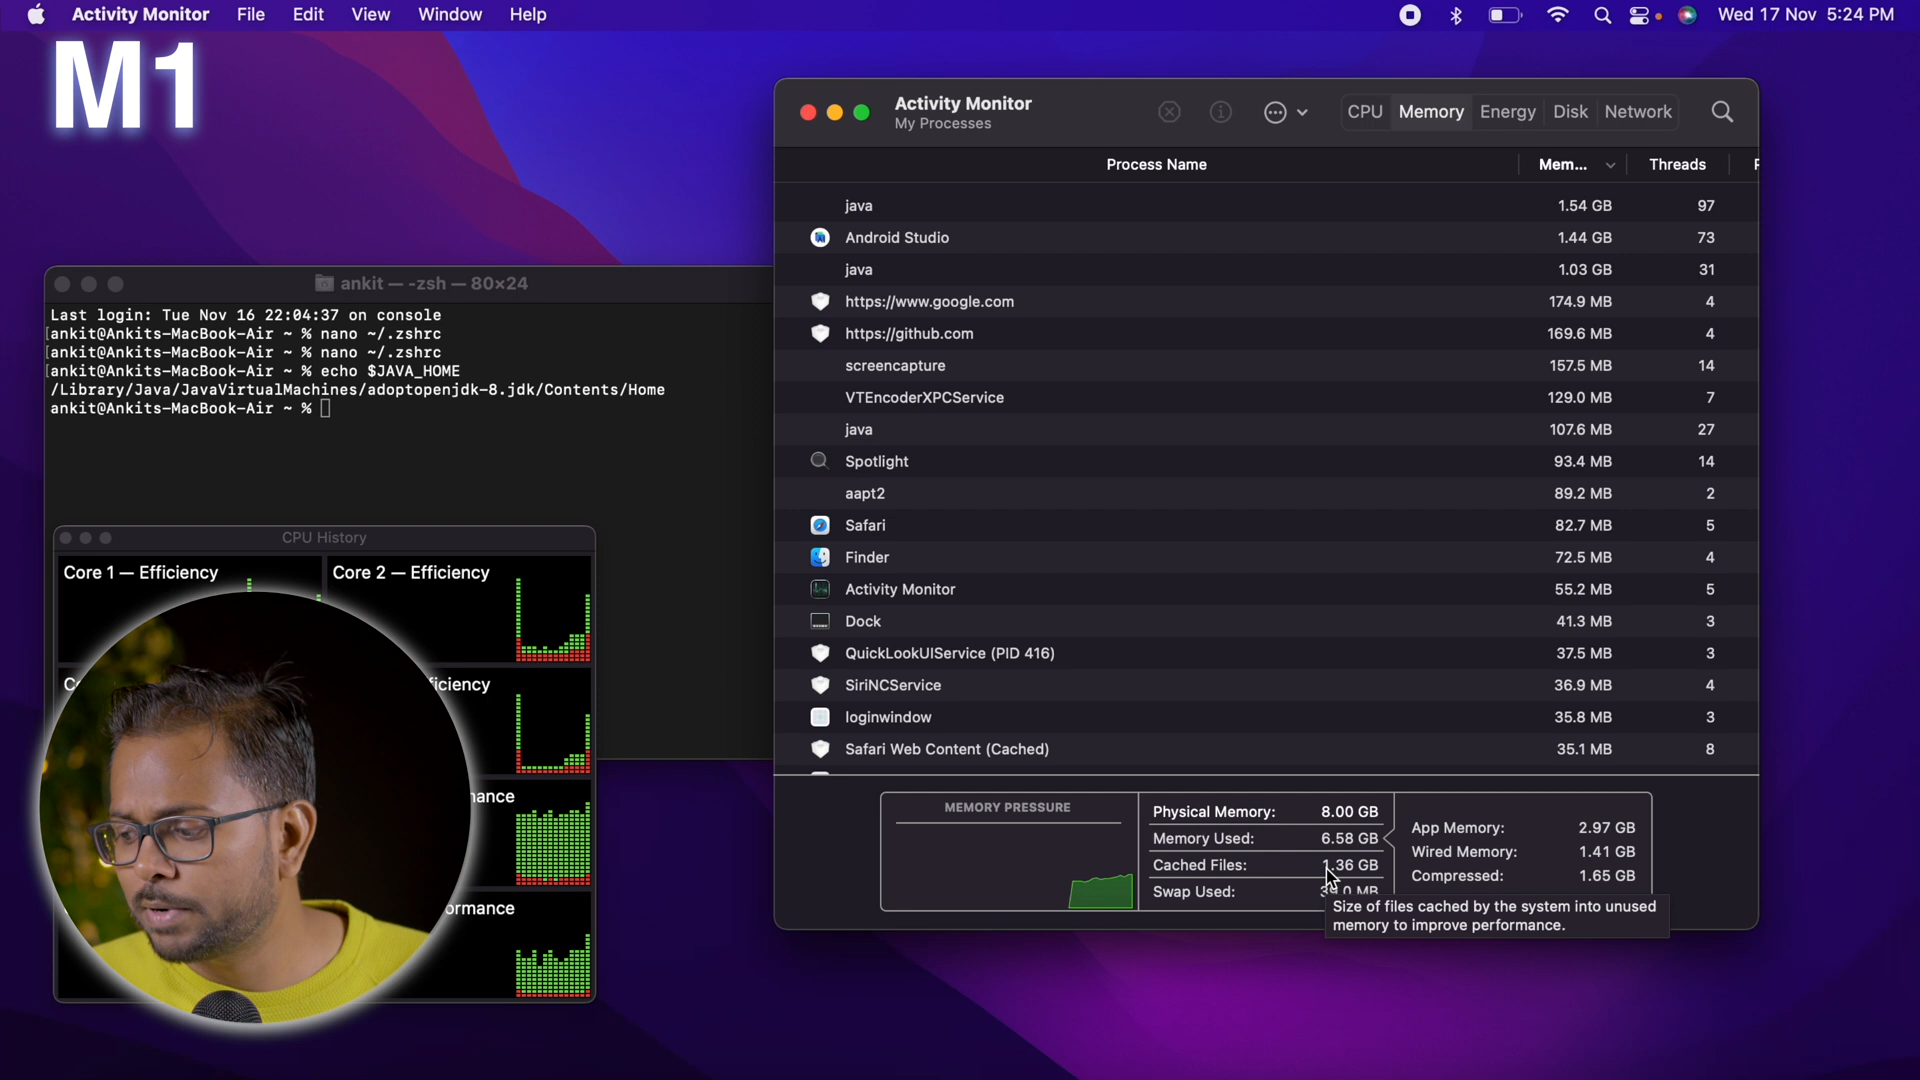 Activity Monitor File Edit View Window Help
Wed 17 Nov 5:24 PM
M1
ankit — -zsh — 80×24
Last login: Tue Nov 16 22:04:37 on console
[ankit@Ankits-MacBook-Air ~ % nano ~/.zshrc
[ankit@Ankits-MacBook-Air ~ % nano ~/.zshrc
[ankit@Ankits-MacBook-Air ~ % echo $JAVA_HOME
/Library/Java/JavaVirtualMachines/adoptopenjdk-8.jdk/Contents/Home
ankit@Ankits-MacBook-Air ~ %
CPU History
Core 1 — Efficiency Core 2 — Efficiency
Activity Monitor
My Processes
CPU Memory Energy Disk Network
Process Name Mem... Threads
java 1.54 GB 97
Android Studio 1.44 GB 73
java 1.03 GB 31
https://www.google.com 174.9 MB 4
https://github.com 169.6 MB 4
screencapture 157.5 MB 14
VTEncoderXPCService 129.0 MB 7
java 107.6 MB 27
Spotlight 93.4 MB 14
aapt2 89.2 MB 2
Safari 82.7 MB 5
Finder 72.5 MB 4
Activity Monitor 55.2 MB 5
Dock 41.3 MB 3
QuickLookUIService (PID 416) 37.5 MB 3
SiriNCService 36.9 MB 4
loginwindow 35.8 MB 3
Safari Web Content (Cached) 35.1 MB 8
MEMORY PRESSURE
Physical Memory: 8.00 GB
Memory Used: 6.58 GB
Cached Files: 1.36 GB
Swap Used: MB
App Memory: 2.97 GB
Wired Memory: 1.41 GB
Compressed: 1.65 GB
Size of files cached by the system into unused
memory to improve performance.